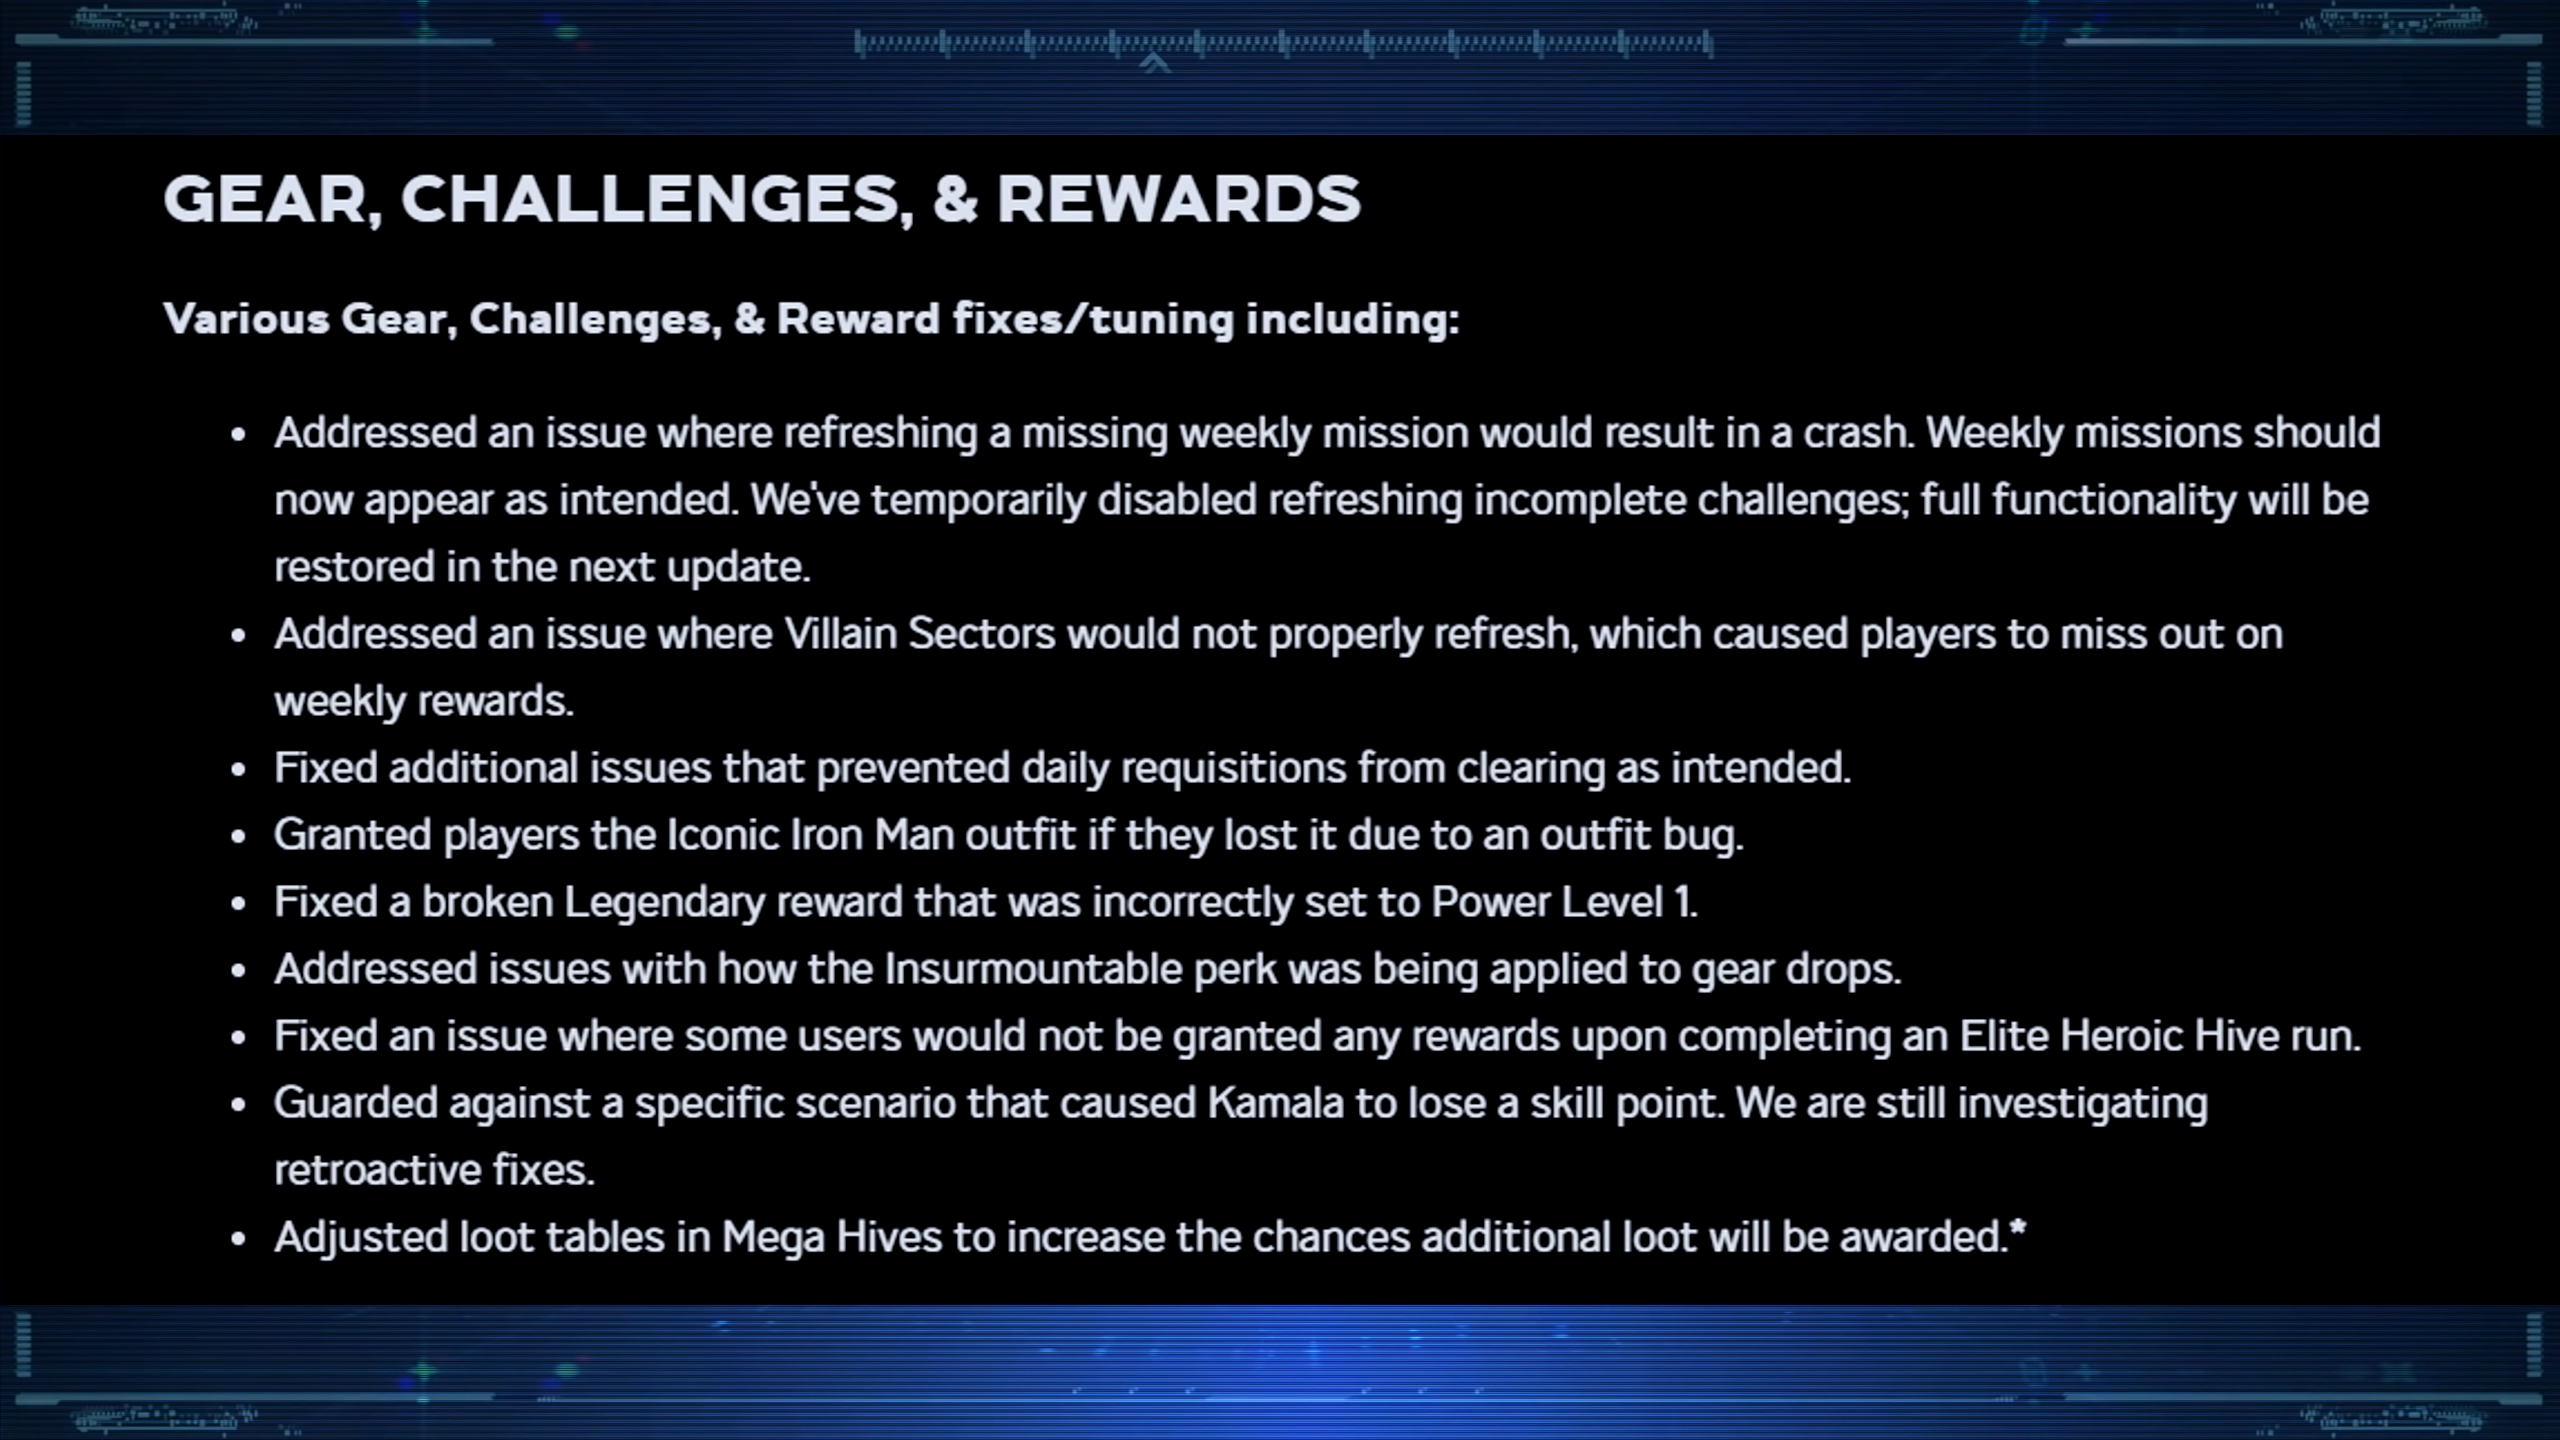 GEAR, CHALLENGES, & REWARDS
Various Gear, Challenges, & Reward fixes/tuning including:
• Addressed an issue where refreshing a missing weekly mission would result in a crash. Weekly missions should
now appear as intended. We've temporarily disabled refreshing incomplete challenges; full functionality will be
restored in the next update.
• Addressed an issue where Villain Sectors would not properly refresh, which caused players to miss out on
weekly rewards.
• Fixed additional issues that prevented daily requisitions from clearing as intended.
• Granted players the Iconic Iron Man outfit if they lost it due to an outfit bug.
• Fixed a broken Legendary reward that was incorrectly set to Power Level 1.
• Addressed issues with how the Insurmountable perk was being applied to gear drops.
• Fixed an issue where some users would not be granted any rewards upon completing an Elite Heroic Hive run.
• Guarded against a specific scenario that caused Kamala to lose a skill point. We are still investigating
retroactive fixes.
• Adjusted loot tables in Mega Hives to increase the chances additional loot will be awarded.*